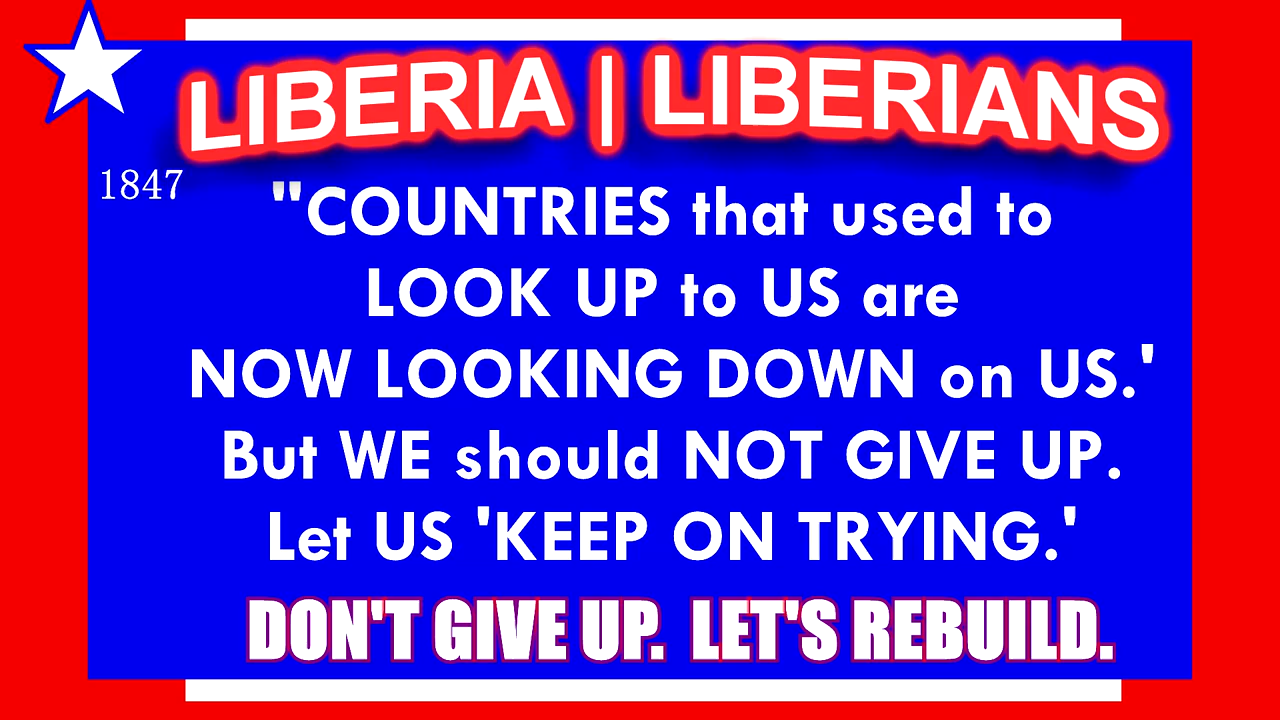 LIBERIA | LIBERIANS
1847
"COUNTRIES that used to
LOOK UP to US are
NOW LOOKING DOWN on US.'
But WE should NOT GIVE UP.
Let US 'KEEP ON TRYING.'
DON'T GIVE UP. LET'S REBUILD.